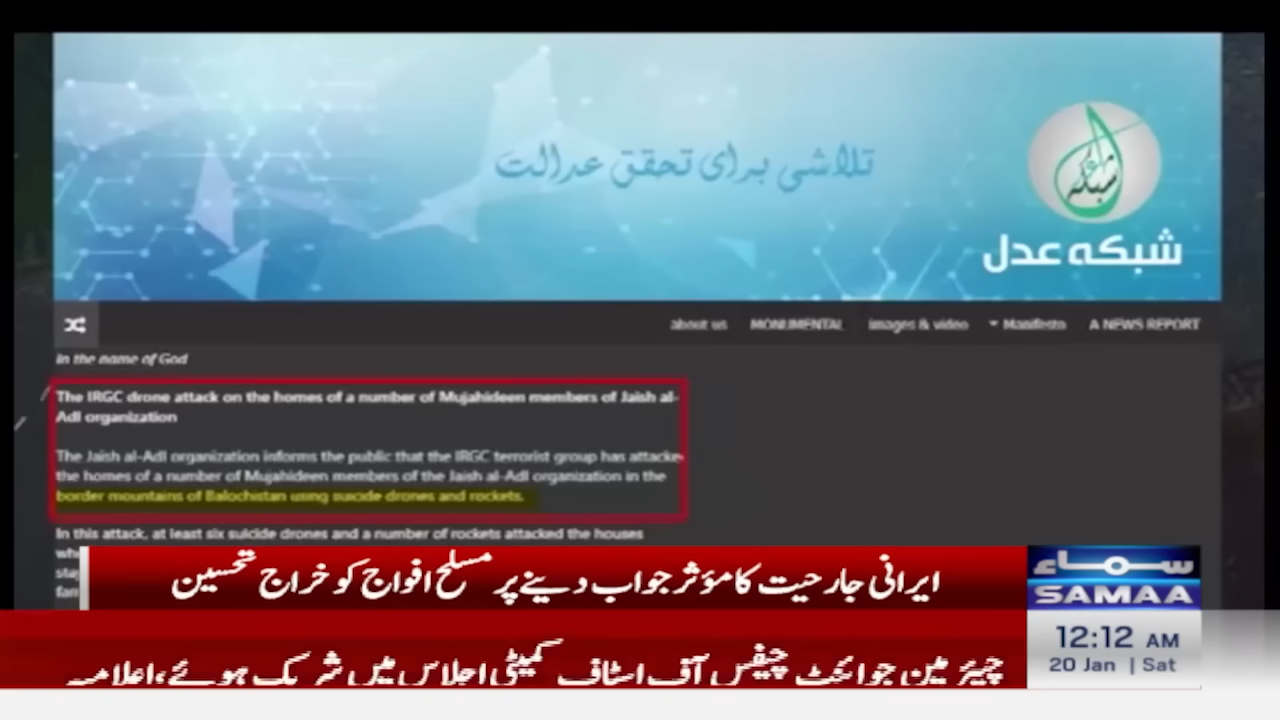 تلاشی برای تحقق عدالت
شبکه عدل
about us MONUMENTAL images & video Manifesto A NEWS REPORT
In the name of God
The IRGC drone attack on the homes of a number of Mujahideen members of Jaish al-
Adl organization
The Jaish al-Adl organization informs the public that the IRGC terrorist group has attacke
the homes of a number of Mujahideen members of the Jaish al-Adl organization in the
border mountains of Balochistan using suicide drones and rockets.
In this attack, at least six suicide drones and a number of rockets attacked the houses
ایرانی جارحیت کا مؤثر جواب دینے پر مسلح افواج کو خراج تحسین
سماء
SAMAA
چیئرمین جوائنٹ چیفس آف اسٹاف کمیٹی اجلاس میں شریک ہوئے،اعلامیہ
12:12 AM
20 Jan | Sat